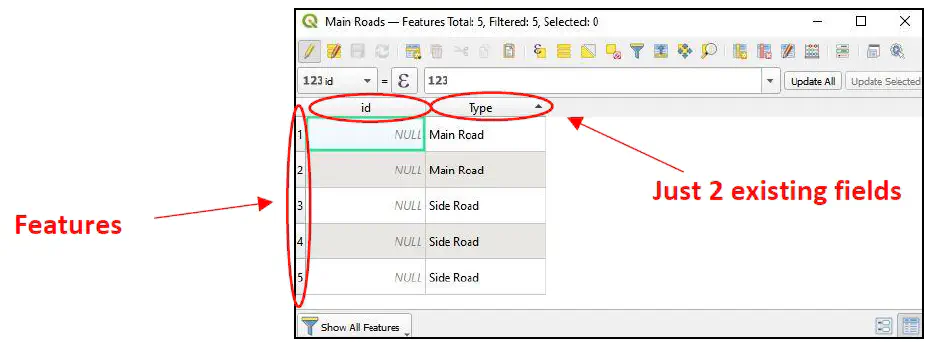 Main Roads — Features Total: 5, Filtered: 5, Selected: 0
123 id = ε 123 Update All Update Selected
id Type
1 NULL Main Road
2 NULL Main Road
3 NULL Side Road
4 NULL Side Road
5 NULL Side Road
Just 2 existing fields
Features
Show All Features